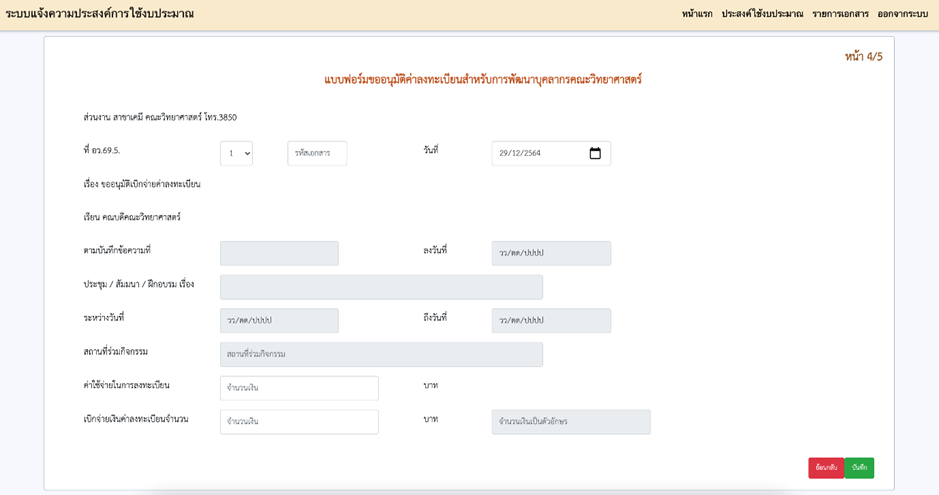 ระบบแจ้งความประสงค์การใช้งบประมาณ หน้าแรก ประสงค์ใช้งบประมาณ รายการเอกสาร ออกจากระบบ
หน้า 4/5
แบบฟอร์มขออนุมัติค่าลงทะเบียนสำหรับการพัฒนาบุคลากรคณะวิทยาศาสตร์
ส่วนงาน สาขาเคมี คณะวิทยาศาสตร์ โทร.3850
ที่ อว.69.5. 1 รหัสเอกสาร วันที่ 29/12/2564
เรื่อง ขออนุมัติเบิกจ่ายค่าลงทะเบียน
เรียน คณบดีคณะวิทยาศาสตร์
ตามบันทึกข้อความที่ ลงวันที่ วว/ดด/ปปปป
ประชุม / สัมมนา / ฝึกอบรม เรื่อง
ระหว่างวันที่ วว/ดด/ปปปป ถึงวันที่ วว/ดด/ปปปป
สถานที่ร่วมกิจกรรม สถานที่ร่วมกิจกรรม
ค่าใช้จ่ายในการลงทะเบียน จำนวนเงิน บาท
เบิกจ่ายเงินค่าลงทะเบียนจำนวน จำนวนเงิน บาท จำนวนเงินเป็นตัวอักษร
ย้อนกลับ บันทึก